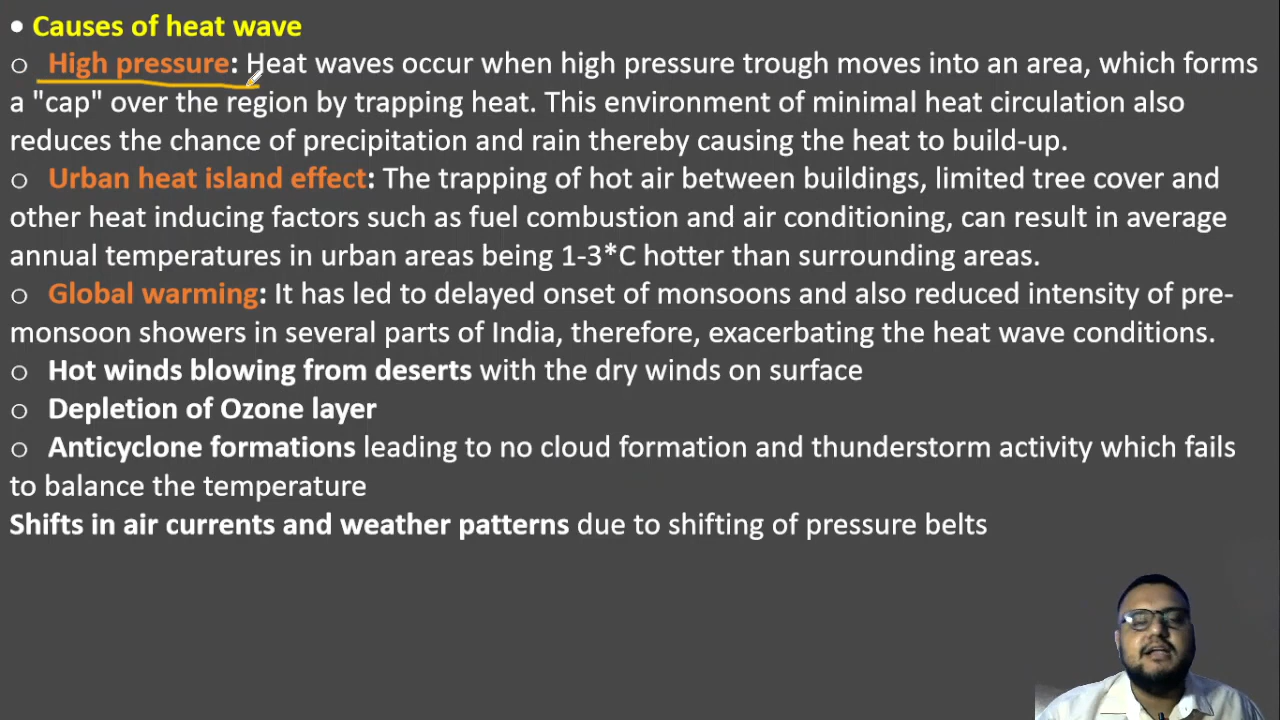 • Causes of heat wave
○ High pressure: Heat waves occur when high pressure trough moves into an area, which forms
a "cap" over the region by trapping heat. This environment of minimal heat circulation also
reduces the chance of precipitation and rain thereby causing the heat to build-up.
○ Urban heat island effect: The trapping of hot air between buildings, limited tree cover and
other heat inducing factors such as fuel combustion and air conditioning, can result in average
annual temperatures in urban areas being 1-3*C hotter than surrounding areas.
○ Global warming: It has led to delayed onset of monsoons and also reduced intensity of pre-
monsoon showers in several parts of India, therefore, exacerbating the heat wave conditions.
○ Hot winds blowing from deserts with the dry winds on surface
○ Depletion of Ozone layer
○ Anticyclone formations leading to no cloud formation and thunderstorm activity which fails
to balance the temperature
Shifts in air currents and weather patterns due to shifting of pressure belts